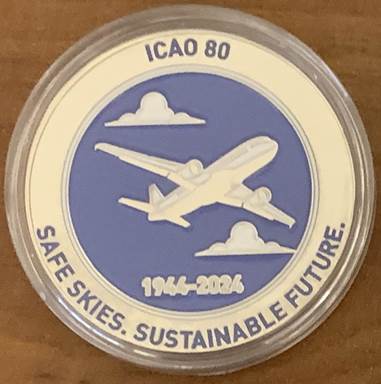 ICAO 80
1944-2024
SAFE SKIES. SUSTAINABLE FUTURE.